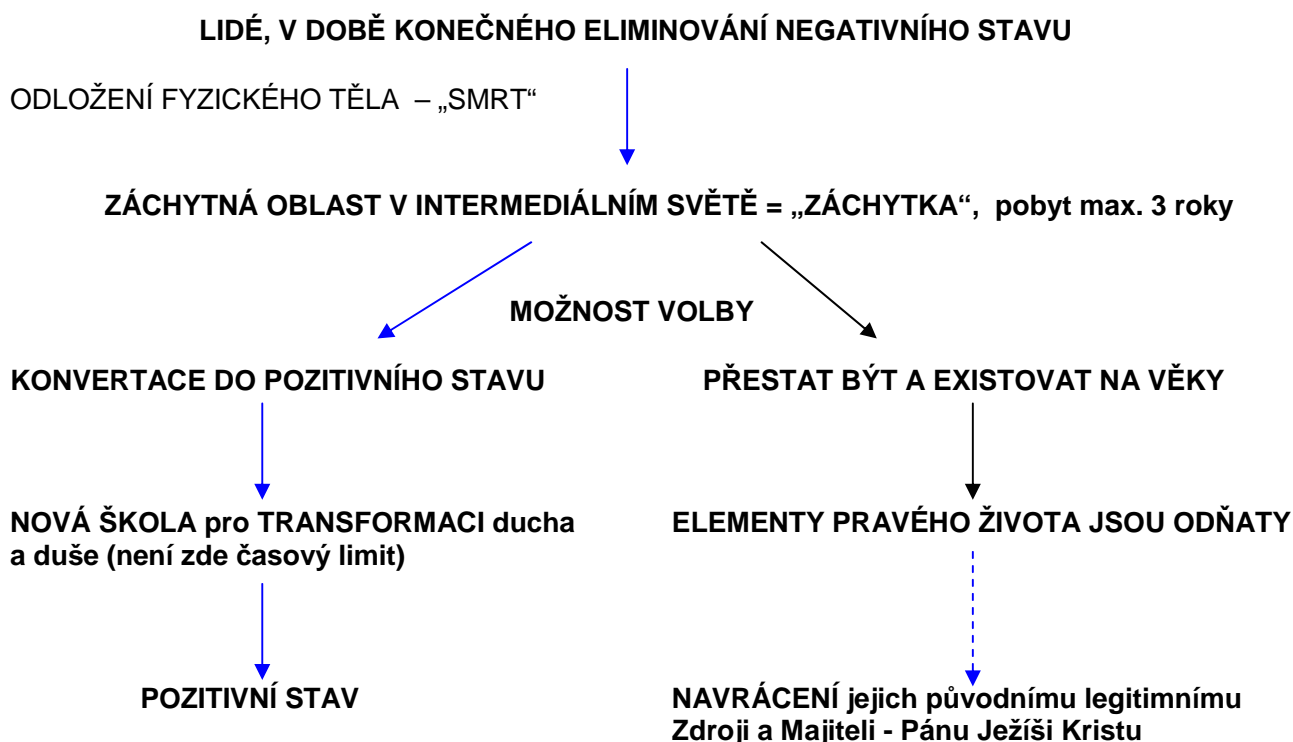 LIDÉ, V DOBĚ KONEČNÉHO ELIMINOVÁNÍ NEGATIVNÍHO STAVU
ODLOŽENÍ FYZICKÉHO TĚLA – „SMRT“
ZÁCHYTNÁ OBLAST V INTERMEDIÁLNÍM SVĚTĚ = „ZÁCHYTKA“, pobyt max. 3 roky
MOŽNOST VOLBY
KONVERTACE DO POZITIVNÍHO STAVU
PŘESTAT BÝT A EXISTOVAT NA VĚKY
NOVÁ ŠKOLA pro TRANSFORMACI ducha
a duše (není zde časový limit)
ELEMENTY PRAVÉHO ŽIVOTA JSOU ODŇATY
POZITIVNÍ STAV
NAVRÁCENÍ jejich původnímu legitimnímu
Zdroji a Majiteli - Pánu Ježíši Kristu